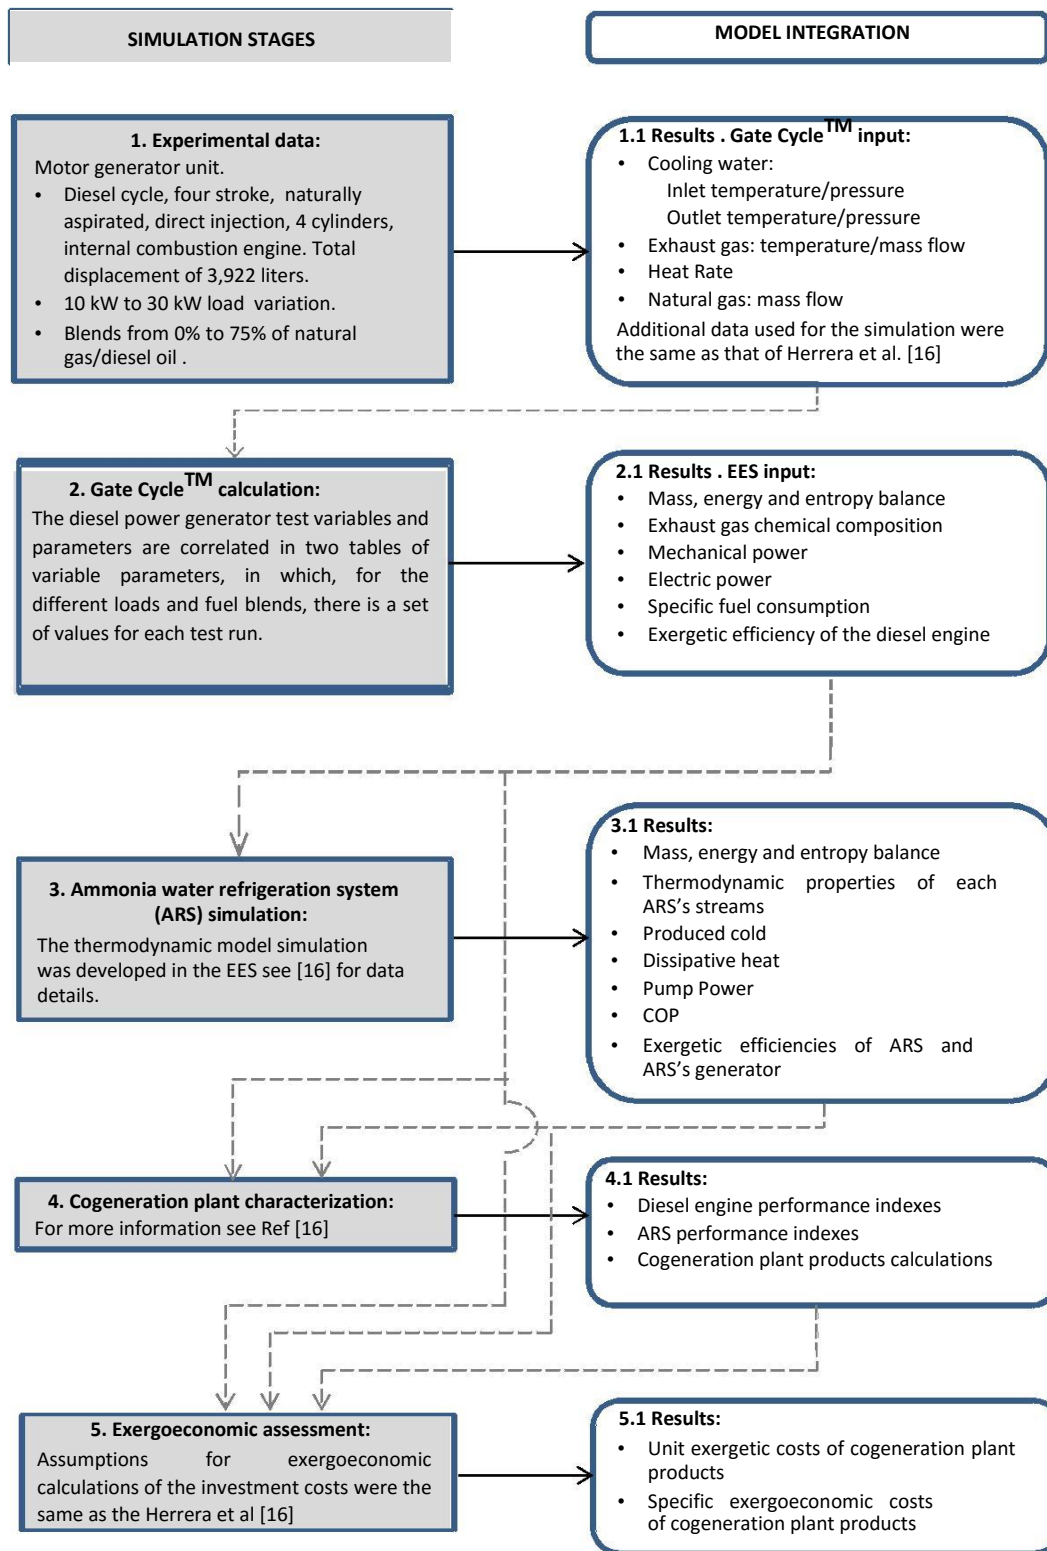 SIMULATION STAGES
MODEL INTEGRATION
1. Experimental data:
Motor generator unit.
• Diesel cycle, four stroke, naturally
aspirated, direct injection, 4 cylinders,
internal combustion engine. Total
displacement of 3,922 liters.
• 10 kW to 30 kW load variation.
• Blends from 0% to 75% of natural
gas/diesel oil .
1.1 Results . Gate Cycle™ input:
• Cooling water:
Inlet temperature/pressure
Outlet temperature/pressure
• Exhaust gas: temperature/mass flow
• Heat Rate
• Natural gas: mass flow
Additional data used for the simulation were
the same as that of Herrera et al. [16]
2. Gate Cycle™ calculation:
The diesel power generator test variables and
parameters are correlated in two tables of
variable parameters, in which, for the
different loads and fuel blends, there is a set
of values for each test run.
2.1 Results . EES input:
• Mass, energy and entropy balance
• Exhaust gas chemical composition
• Mechanical power
• Electric power
• Specific fuel consumption
• Exergetic efficiency of the diesel engine
3. Ammonia water refrigeration system
(ARS) simulation:
The thermodynamic model simulation
was developed in the EES see [16] for data
details.
3.1 Results:
• Mass, energy and entropy balance
• Thermodynamic properties of each
ARS's streams
• Produced cold
• Dissipative heat
• Pump Power
• COP
• Exergetic efficiencies of ARS and
ARS's generator
4. Cogeneration plant characterization:
For more information see Ref [16]
4.1 Results:
• Diesel engine performance indexes
• ARS performance indexes
• Cogeneration plant products calculations
5. Exergoeconomic assessment:
Assumptions for exergoeconomic
calculations of the investment costs were the
same as the Herrera et al [16]
5.1 Results:
• Unit exergetic costs of cogeneration plant
products
• Specific exergoeconomic costs
of cogeneration plant products